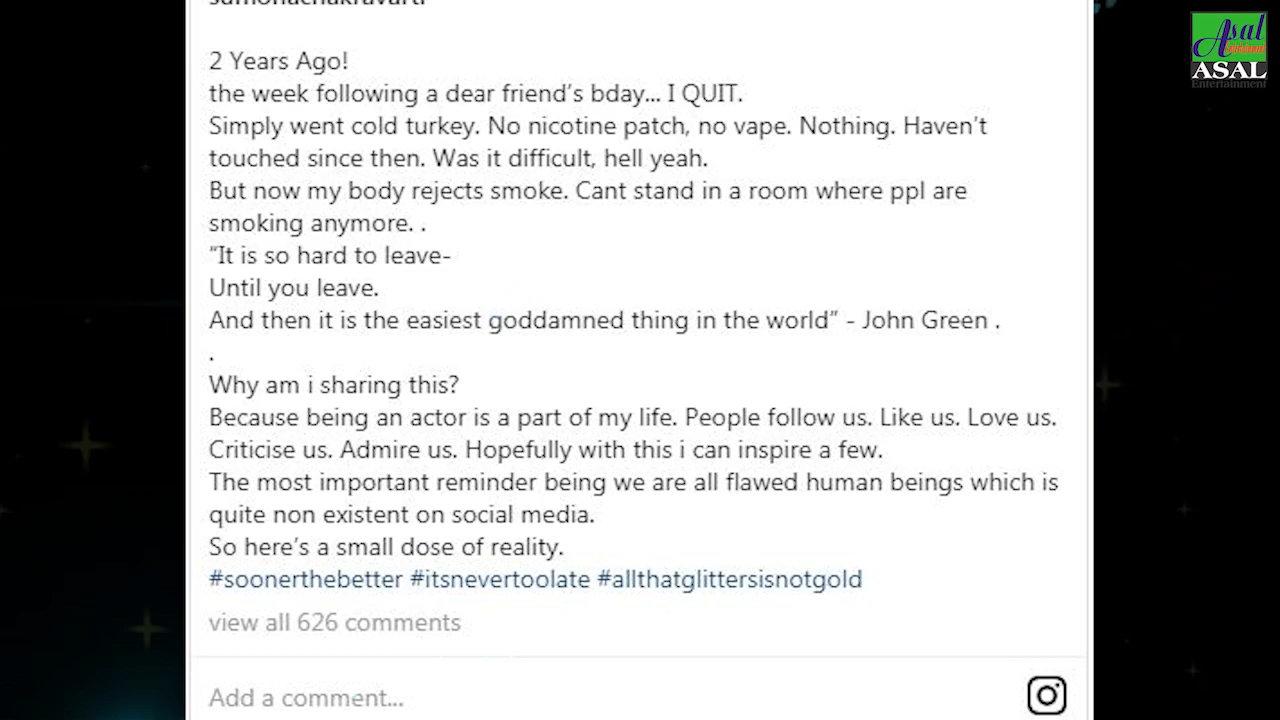 sumonachakravarti
2 Years Ago!
the week following a dear friend's bday... I QUIT.
Simply went cold turkey. No nicotine patch, no vape. Nothing. Haven't
touched since then. Was it difficult, hell yeah.
But now my body rejects smoke. Cant stand in a room where ppl are
smoking anymore. .
"It is so hard to leave-
Until you leave.
And then it is the easiest goddamned thing in the world" - John Green .
.
Why am i sharing this?
Because being an actor is a part of my life. People follow us. Like us. Love us.
Criticise us. Admire us. Hopefully with this i can inspire a few.
The most important reminder being we are all flawed human beings which is
quite non existent on social media.
So here's a small dose of reality.
#soonerthebetter #itsnevertoolate #allthatglittersisnotgold
view all 626 comments
Add a comment...
Asal
Entertainment
ASAL
Entertainment